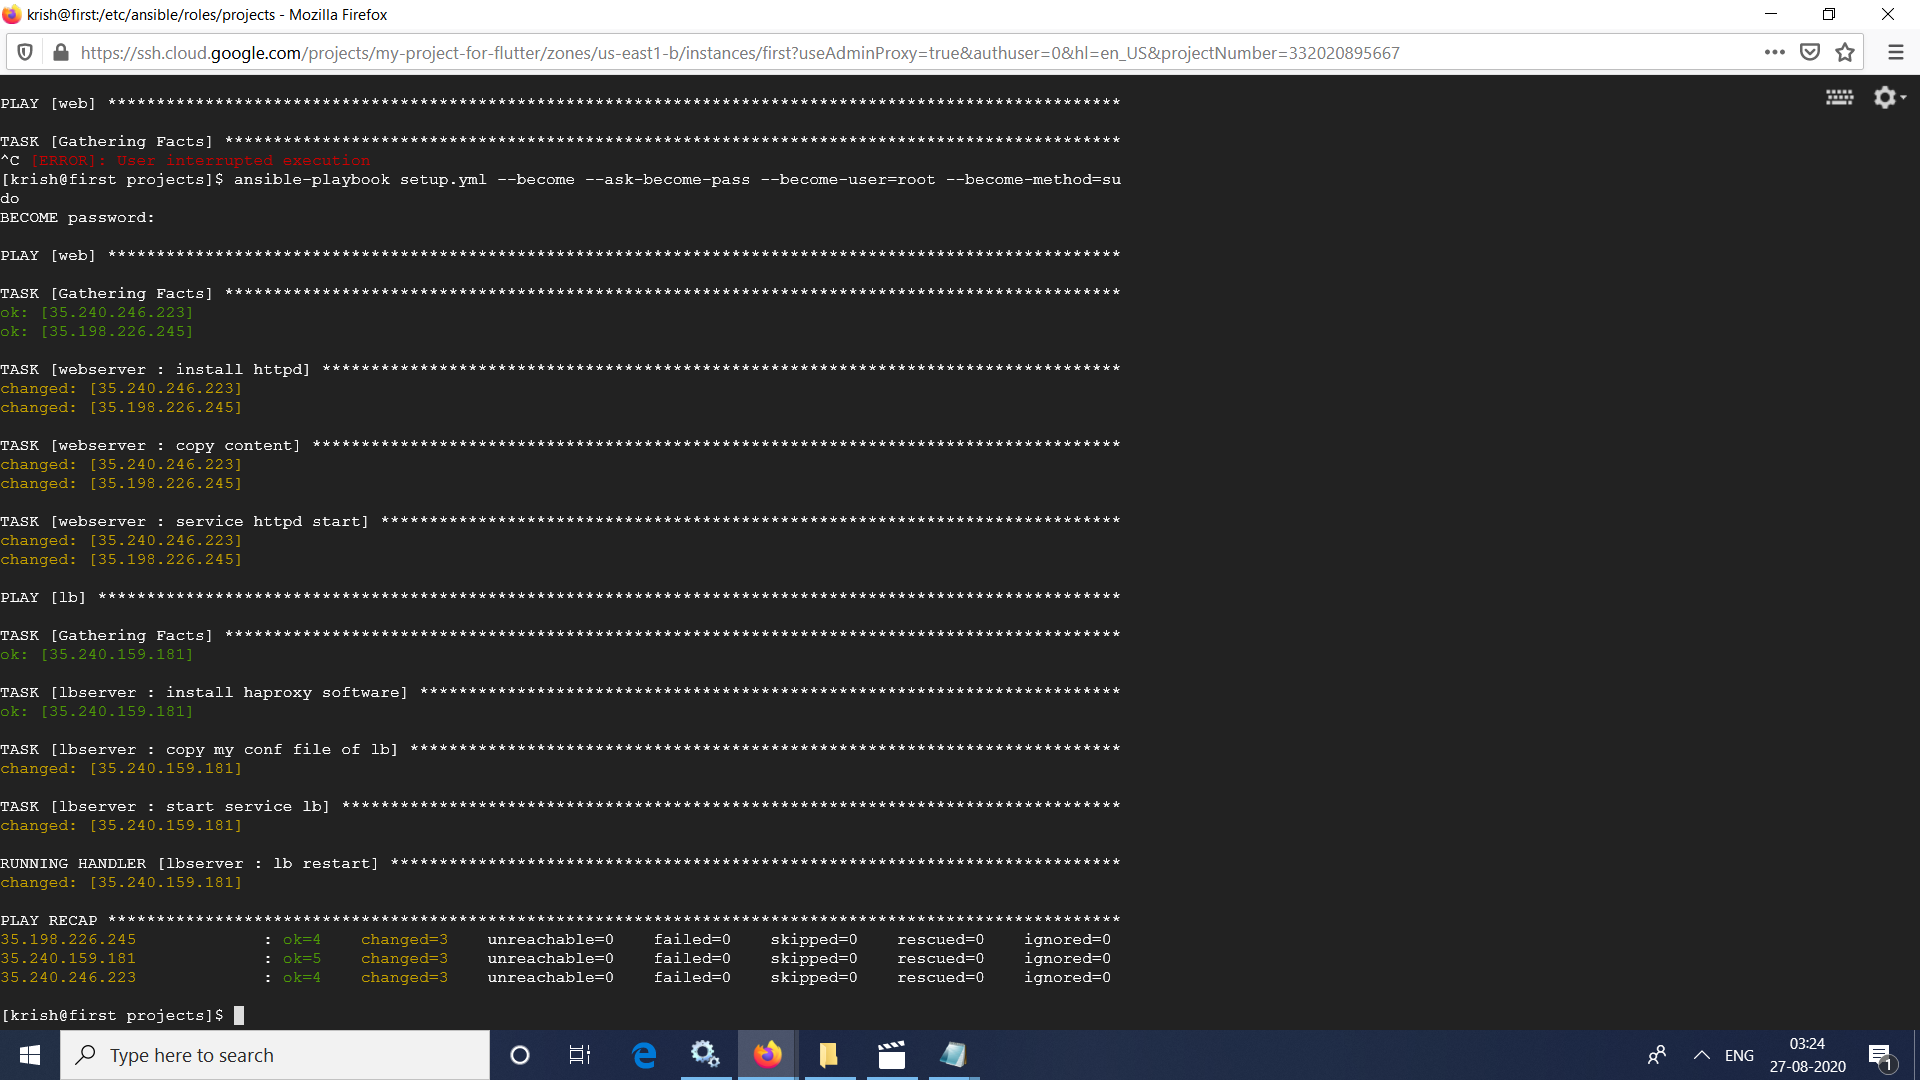 krish@first:/etc/ansible/roles/projects - Mozilla Firefox
https://ssh.cloud.google.com/projects/my-project-for-flutter/zones/us-east1-b/instances/first?useAdminProxy=true&authuser=0&hl=en_US&projectNumber=332020895667
PLAY [web] ********************************************************************************************************
TASK [Gathering Facts] ********************************************************************************************
^C [ERROR]: User interrupted execution
[krish@first projects]$ ansible-playbook setup.yml --become --ask-become-pass --become-user=root --become-method=su
do
BECOME password:
PLAY [web] ********************************************************************************************************
TASK [Gathering Facts] ********************************************************************************************
ok: [35.240.246.223]
ok: [35.198.226.245]
TASK [webserver : install httpd] **********************************************************************************
changed: [35.240.246.223]
changed: [35.198.226.245]
TASK [webserver : copy content] ***********************************************************************************
changed: [35.240.246.223]
changed: [35.198.226.245]
TASK [webserver : service httpd start] ****************************************************************************
changed: [35.240.246.223]
changed: [35.198.226.245]
PLAY [lb] *********************************************************************************************************
TASK [Gathering Facts] ********************************************************************************************
ok: [35.240.159.181]
TASK [lbserver : install haproxy software] ************************************************************************
ok: [35.240.159.181]
TASK [lbserver : copy my conf file of lb] *************************************************************************
changed: [35.240.159.181]
TASK [lbserver : start service lb] ********************************************************************************
changed: [35.240.159.181]
RUNNING HANDLER [lbserver : lb restart] ***************************************************************************
changed: [35.240.159.181]
PLAY RECAP ********************************************************************************************************
35.198.226.245             : ok=4    changed=3    unreachable=0    failed=0    skipped=0    rescued=0    ignored=0
35.240.159.181             : ok=5    changed=3    unreachable=0    failed=0    skipped=0    rescued=0    ignored=0
35.240.246.223             : ok=4    changed=3    unreachable=0    failed=0    skipped=0    rescued=0    ignored=0
[krish@first projects]$
Type here to search
ENG
03:24
27-08-2020
1